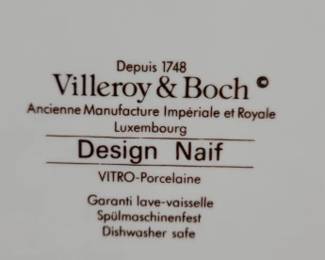 Depuis 1748
Villeroy & Boch ©
Ancienne Manufacture Impériale et Royale
Luxembourg
Design Naif
VITRO-Porcelaine
Garanti lave-vaisselle
Spülmaschinenfest
Dishwasher safe